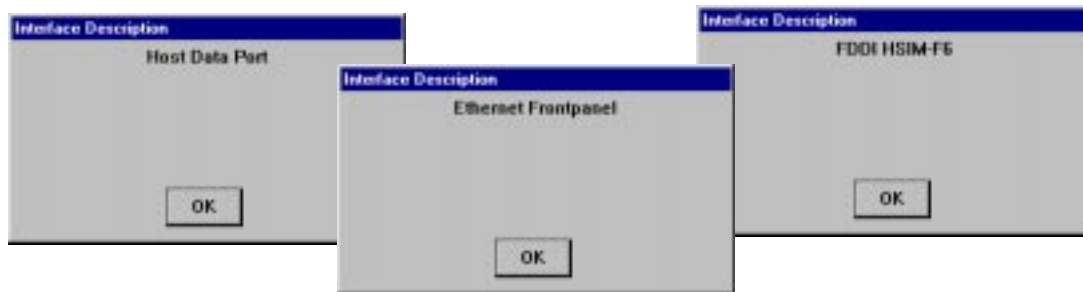 Interface Description
Host Data Port
OK
Interface Description
Ethernet Frontpanel
OK
Interface Description
FDDI HSIM-F6
OK